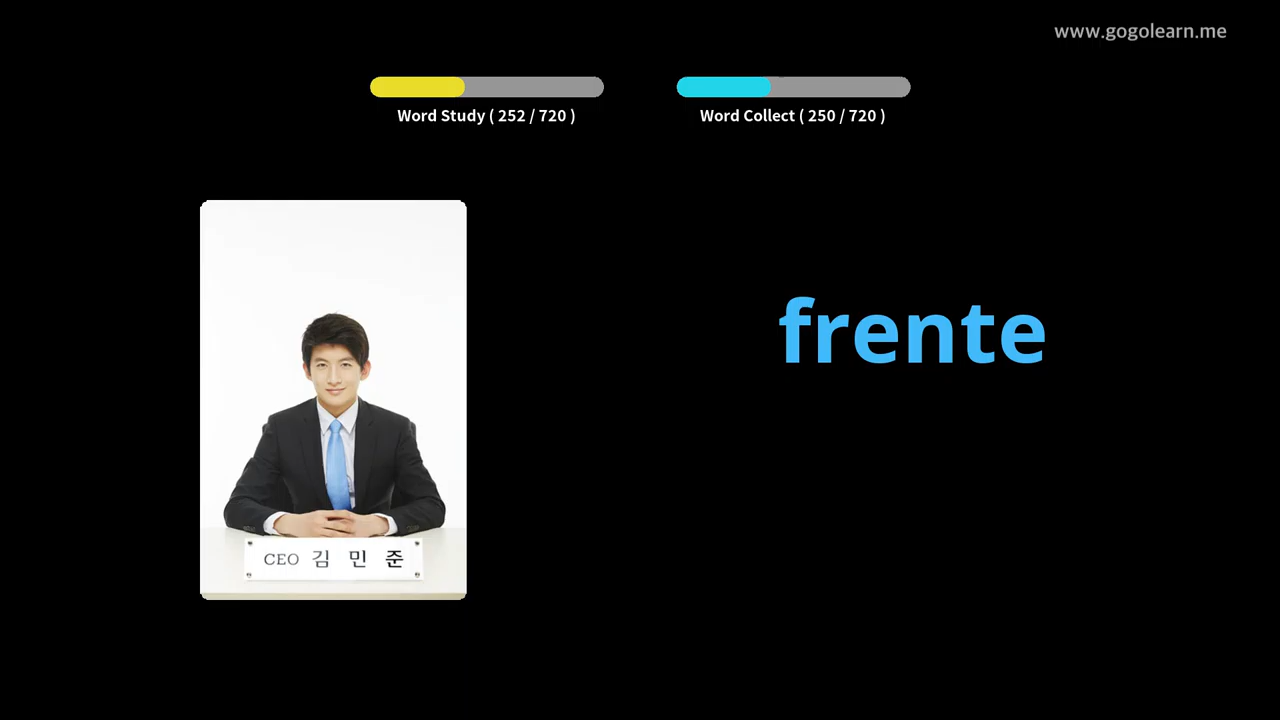 www.gogolearn.me
Word Study ( 252 / 720 )
Word Collect ( 250 / 720 )
frente
CEO 김 민 준